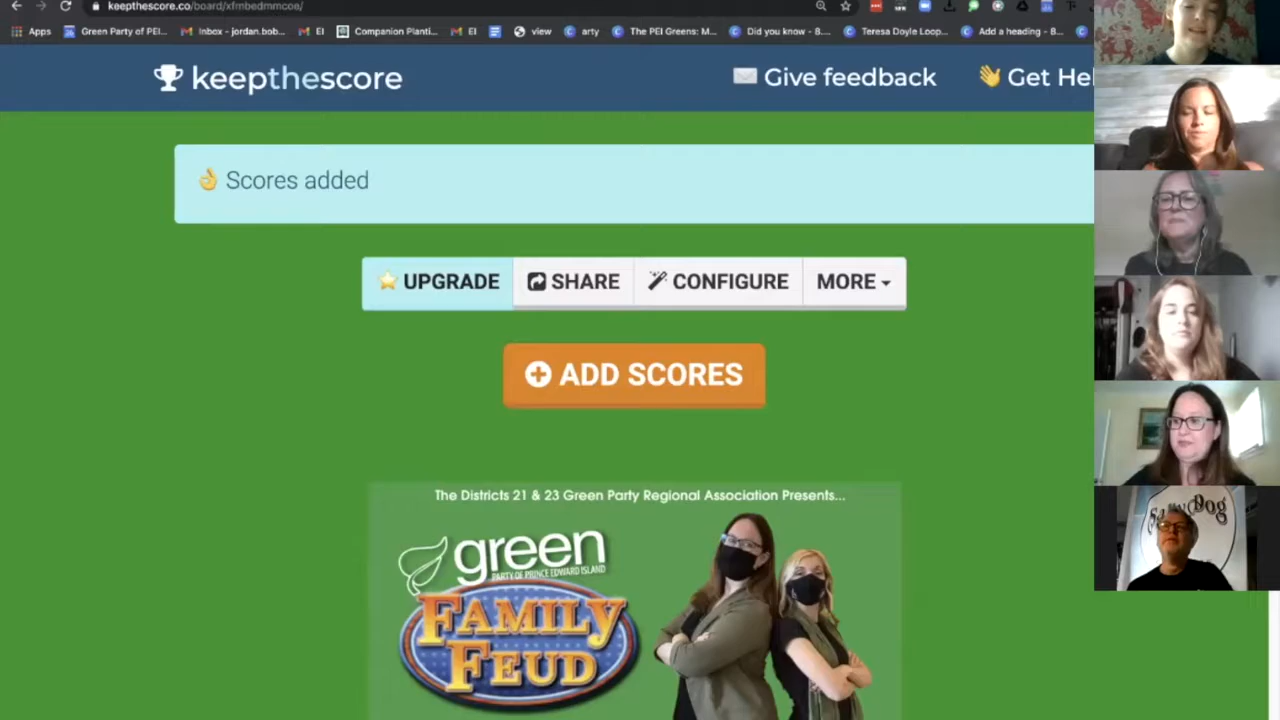 keepthescore.co/board/xfmbedmmcoe/
Apps Green Party of PEI... Inbox - jordan.bob... EI Companion Planti... EI view arty The PEI Greens: M... Did you know - B... Teresa Doyle Loop... Add a heading - B...
keepthescore Give feedback Get Hel
Scores added
UPGRADE SHARE CONFIGURE MORE
ADD SCORES
The Districts 21 & 23 Green Party Regional Association Presents...
green
PARTY OF PRINCE EDWARD ISLAND
FAMILY
FEUD
Dog